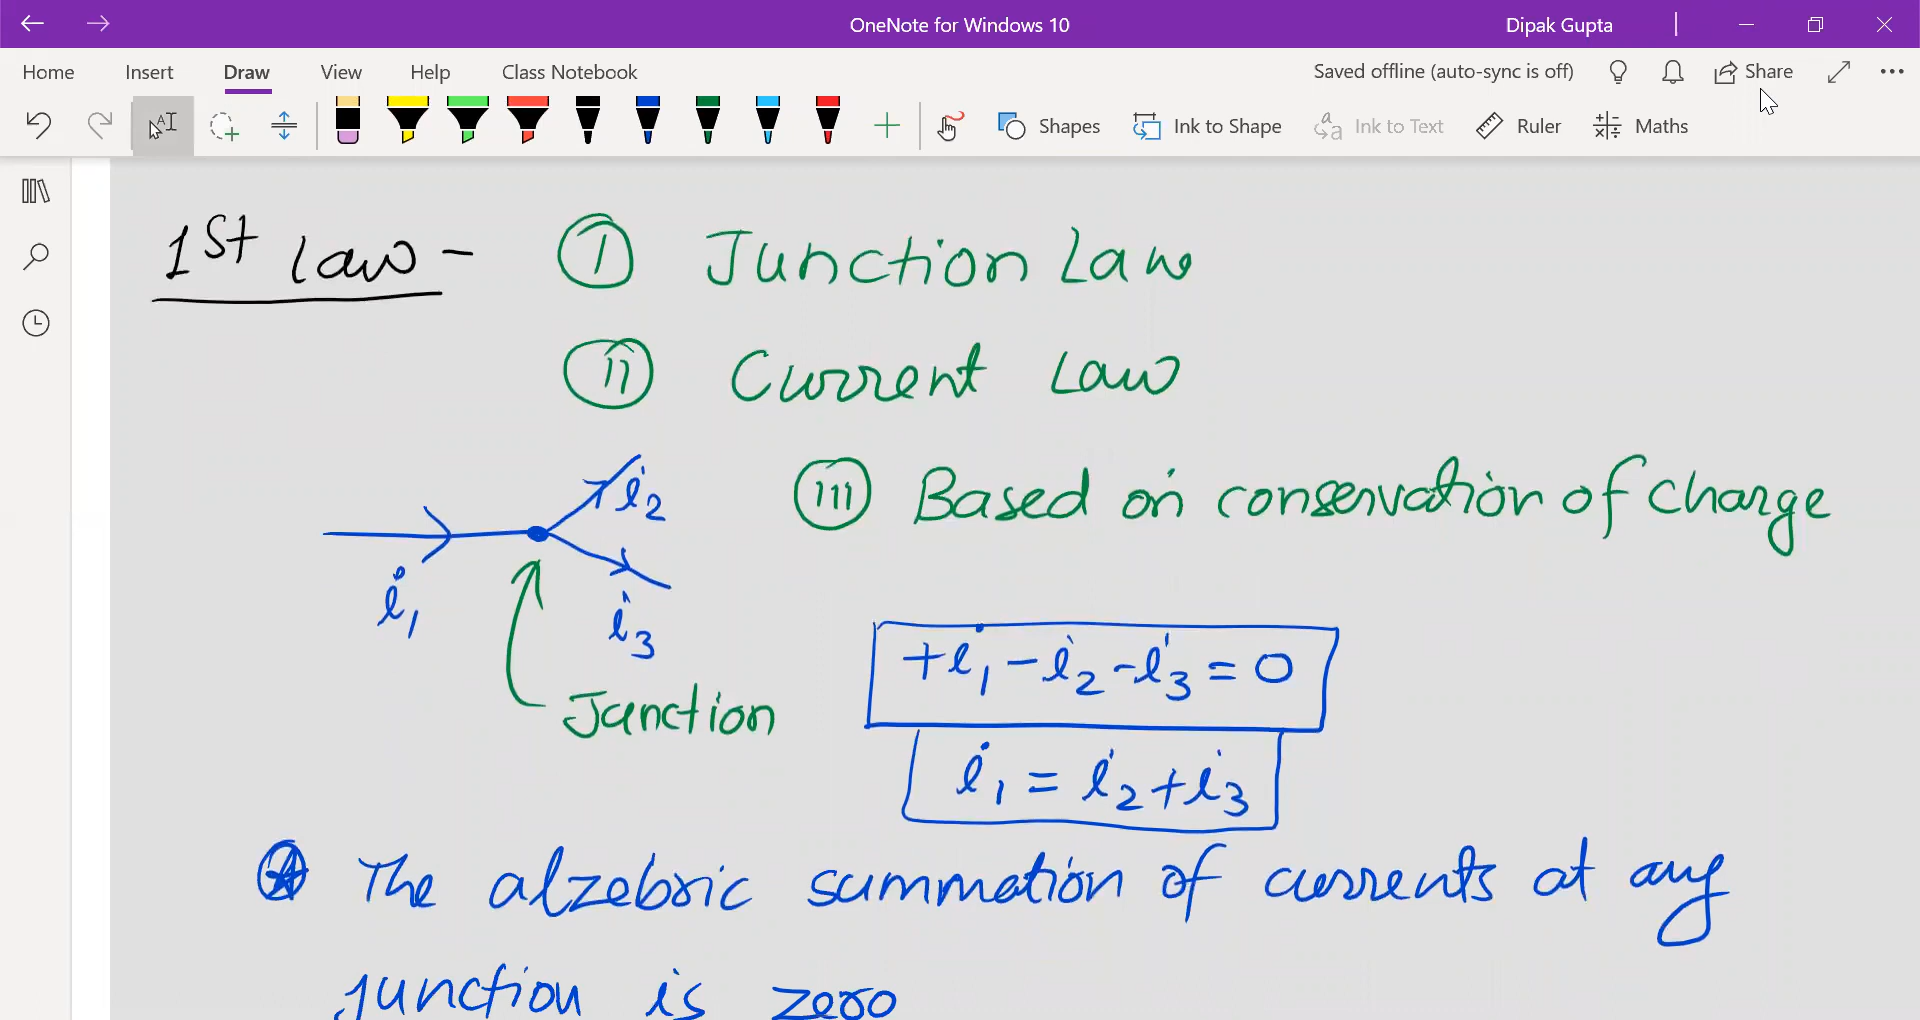 OneNote for Windows 10
Dipak Gupta
Home Insert Draw View Help Class Notebook
Saved offline (auto-sync is off) Share
Shapes Ink to Shape Ink to Text Ruler Maths
1st law - I Junction Law
II Current Law
III Based on conservation of charge
i2
i1
i3
Junction
+i1 - i2 - i3 = 0
i1 = i2 + i3
The alzebric summation of currents at any
junction is zero